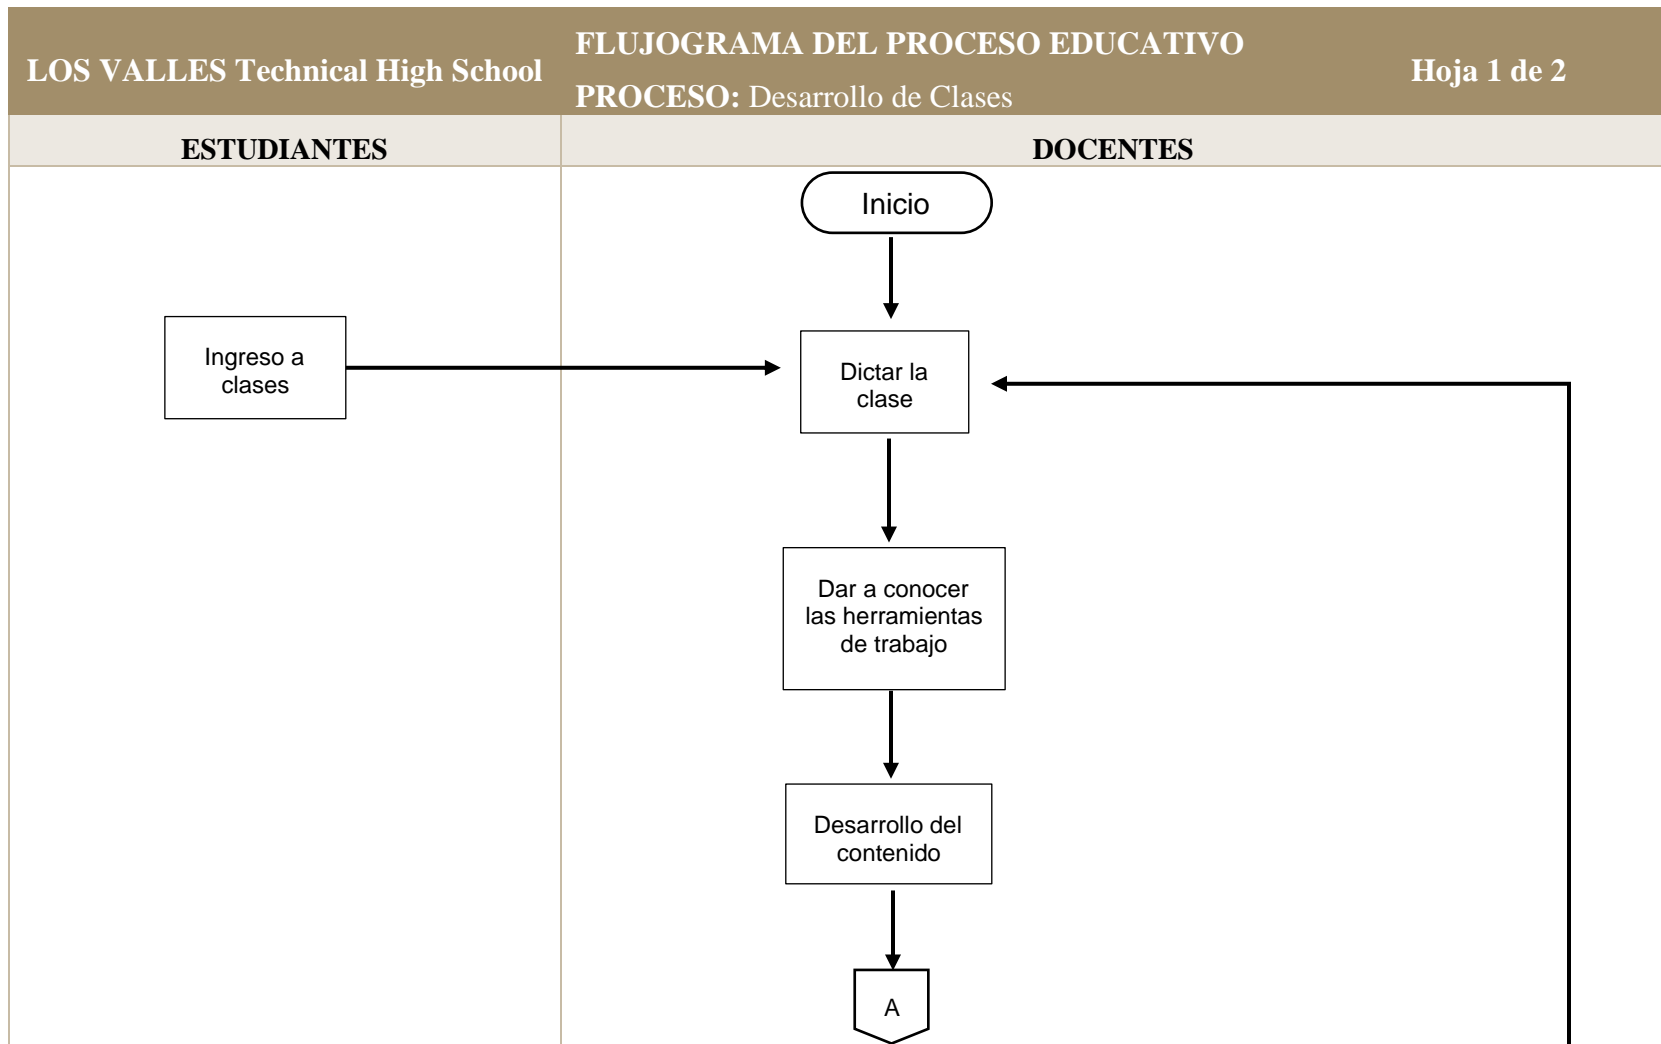 LOS VALLES Technical High School
FLUJOGRAMA DEL PROCESO EDUCATIVO
PROCESO: Desarrollo de Clases
Hoja 1 de 2
ESTUDIANTES
DOCENTES
Inicio
Ingreso a
clases
Dictar la
clase
Dar a conocer
las herramientas
de trabajo
Desarrollo del
contenido
A